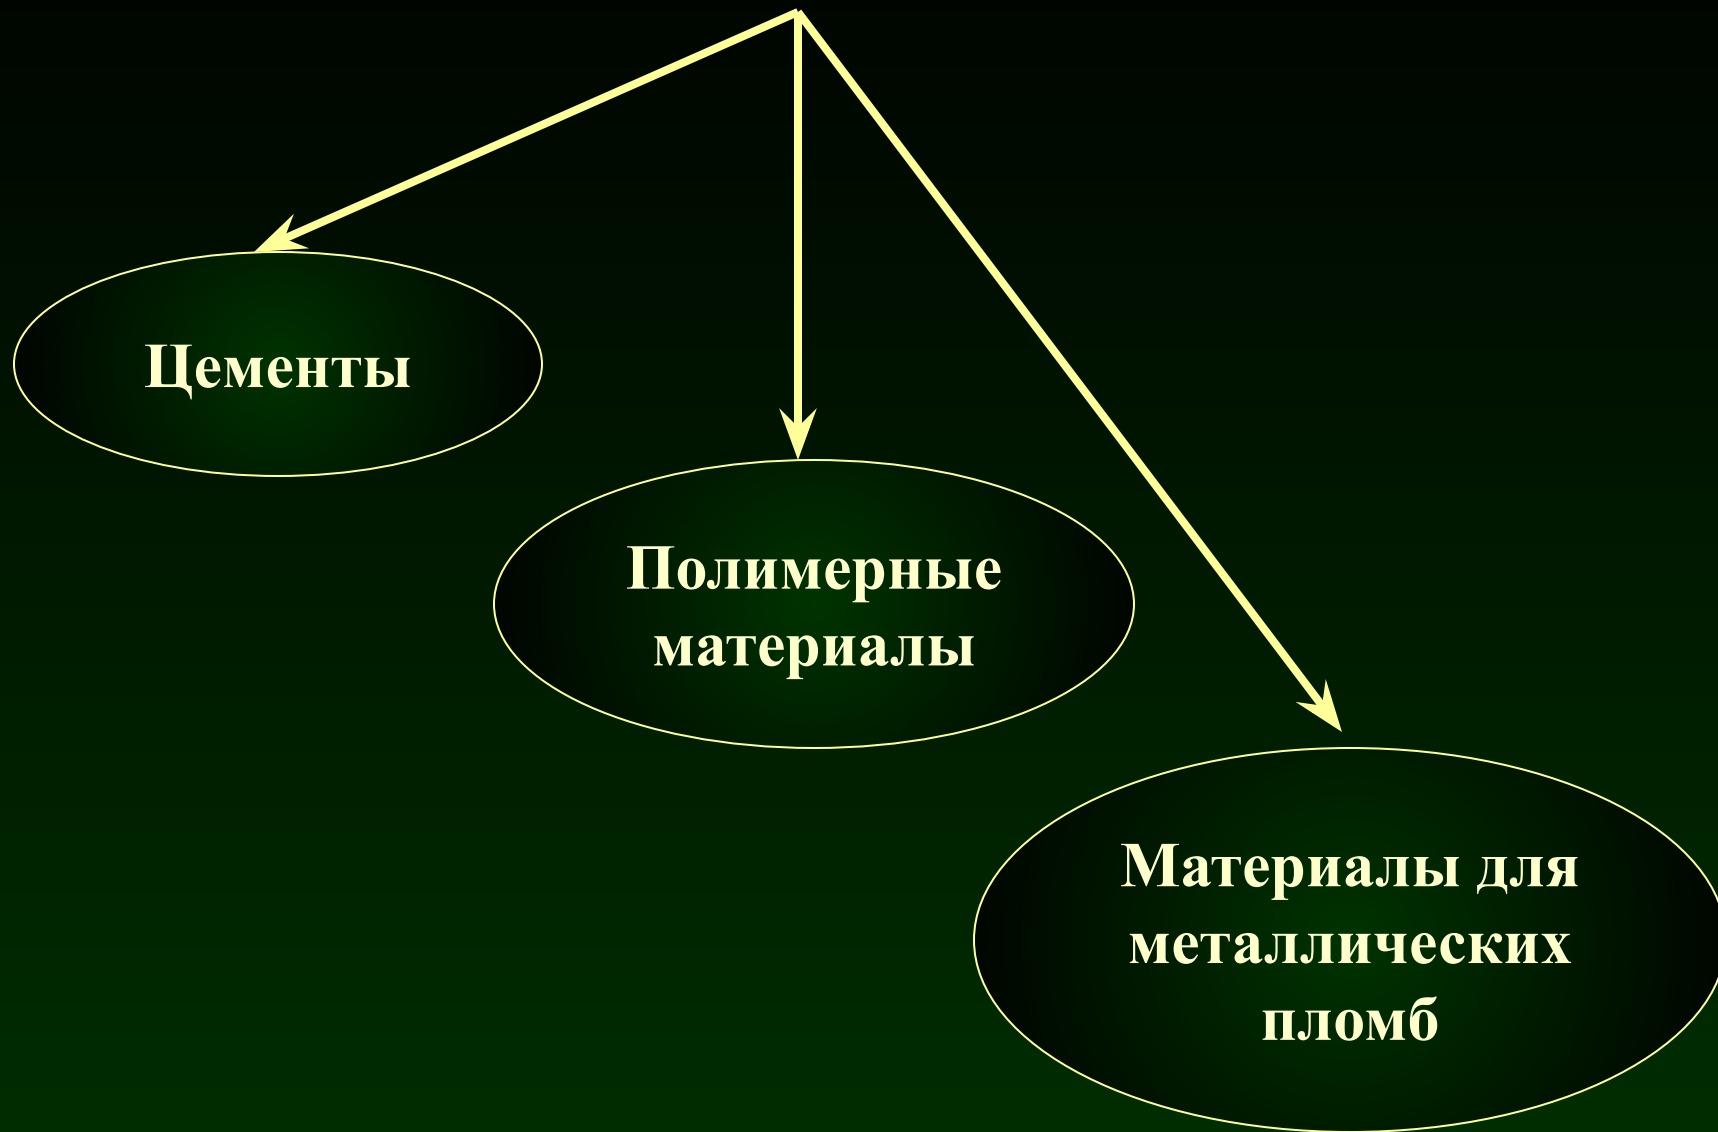 Цементы
Полимерные
материалы
Материалы для
металлических
пломб